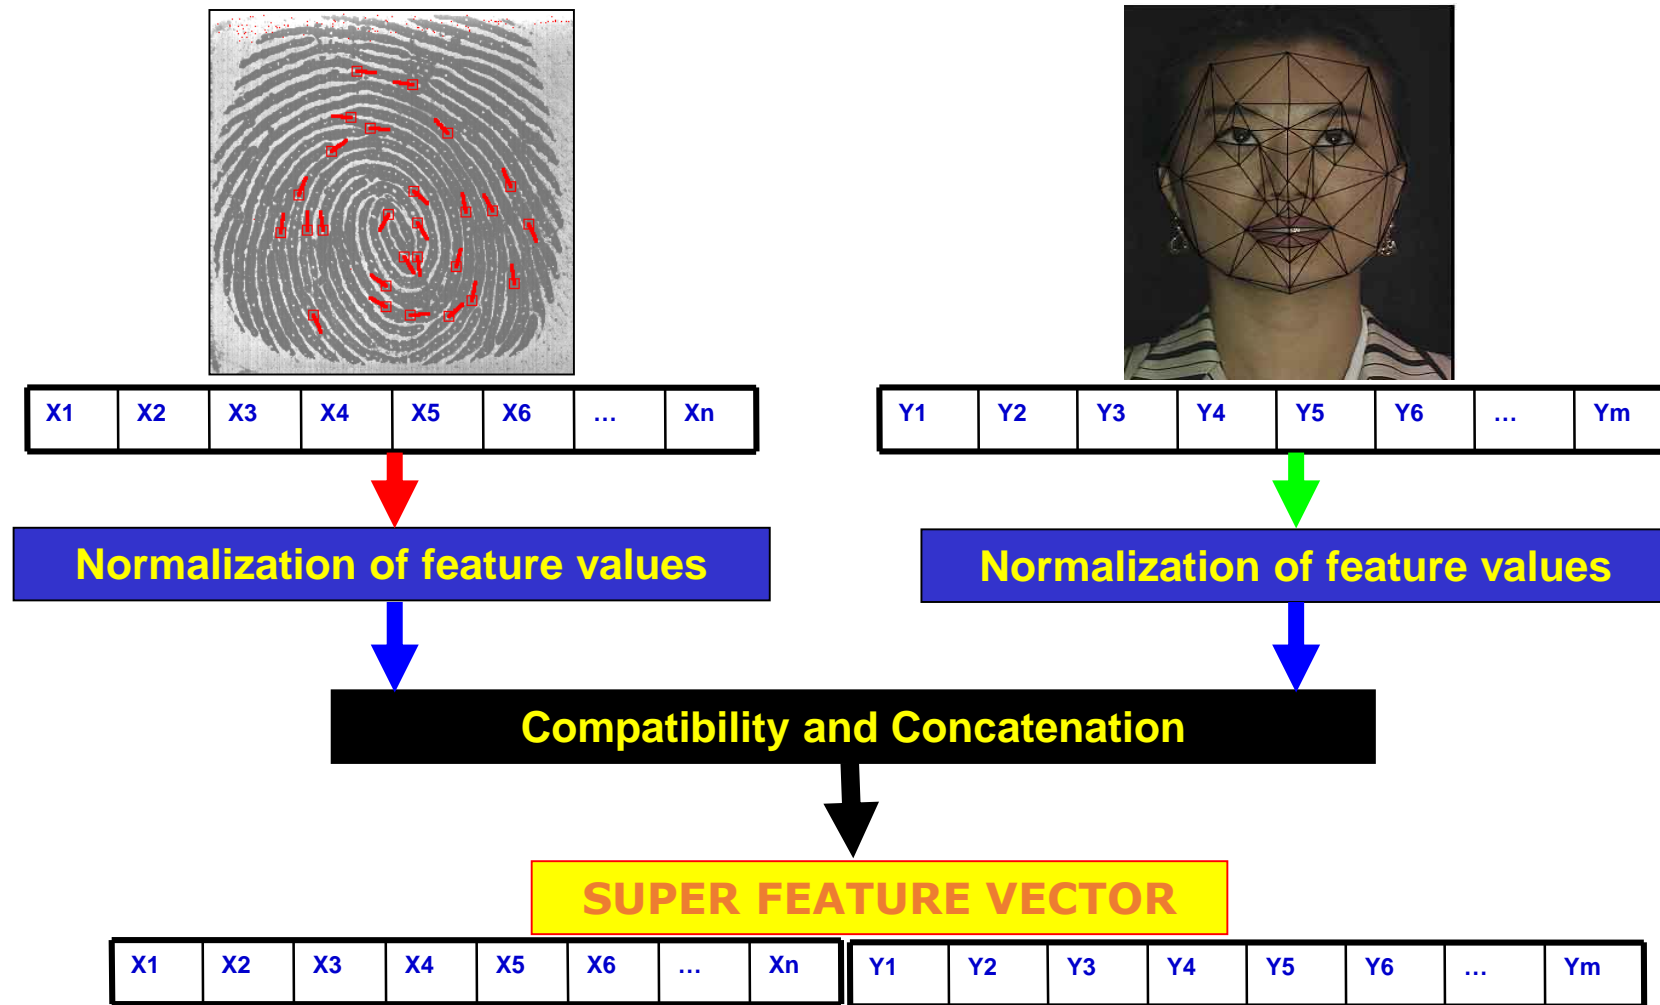 X1 X2 X3 X4 X5 X6 … Xn
Y1 Y2 Y3 Y4 Y5 Y6 … Ym
Normalization of feature values
Normalization of feature values
Compatibility and Concatenation
SUPER FEATURE VECTOR
X1 X2 X3 X4 X5 X6 … Xn
Y1 Y2 Y3 Y4 Y5 Y6 … Ym